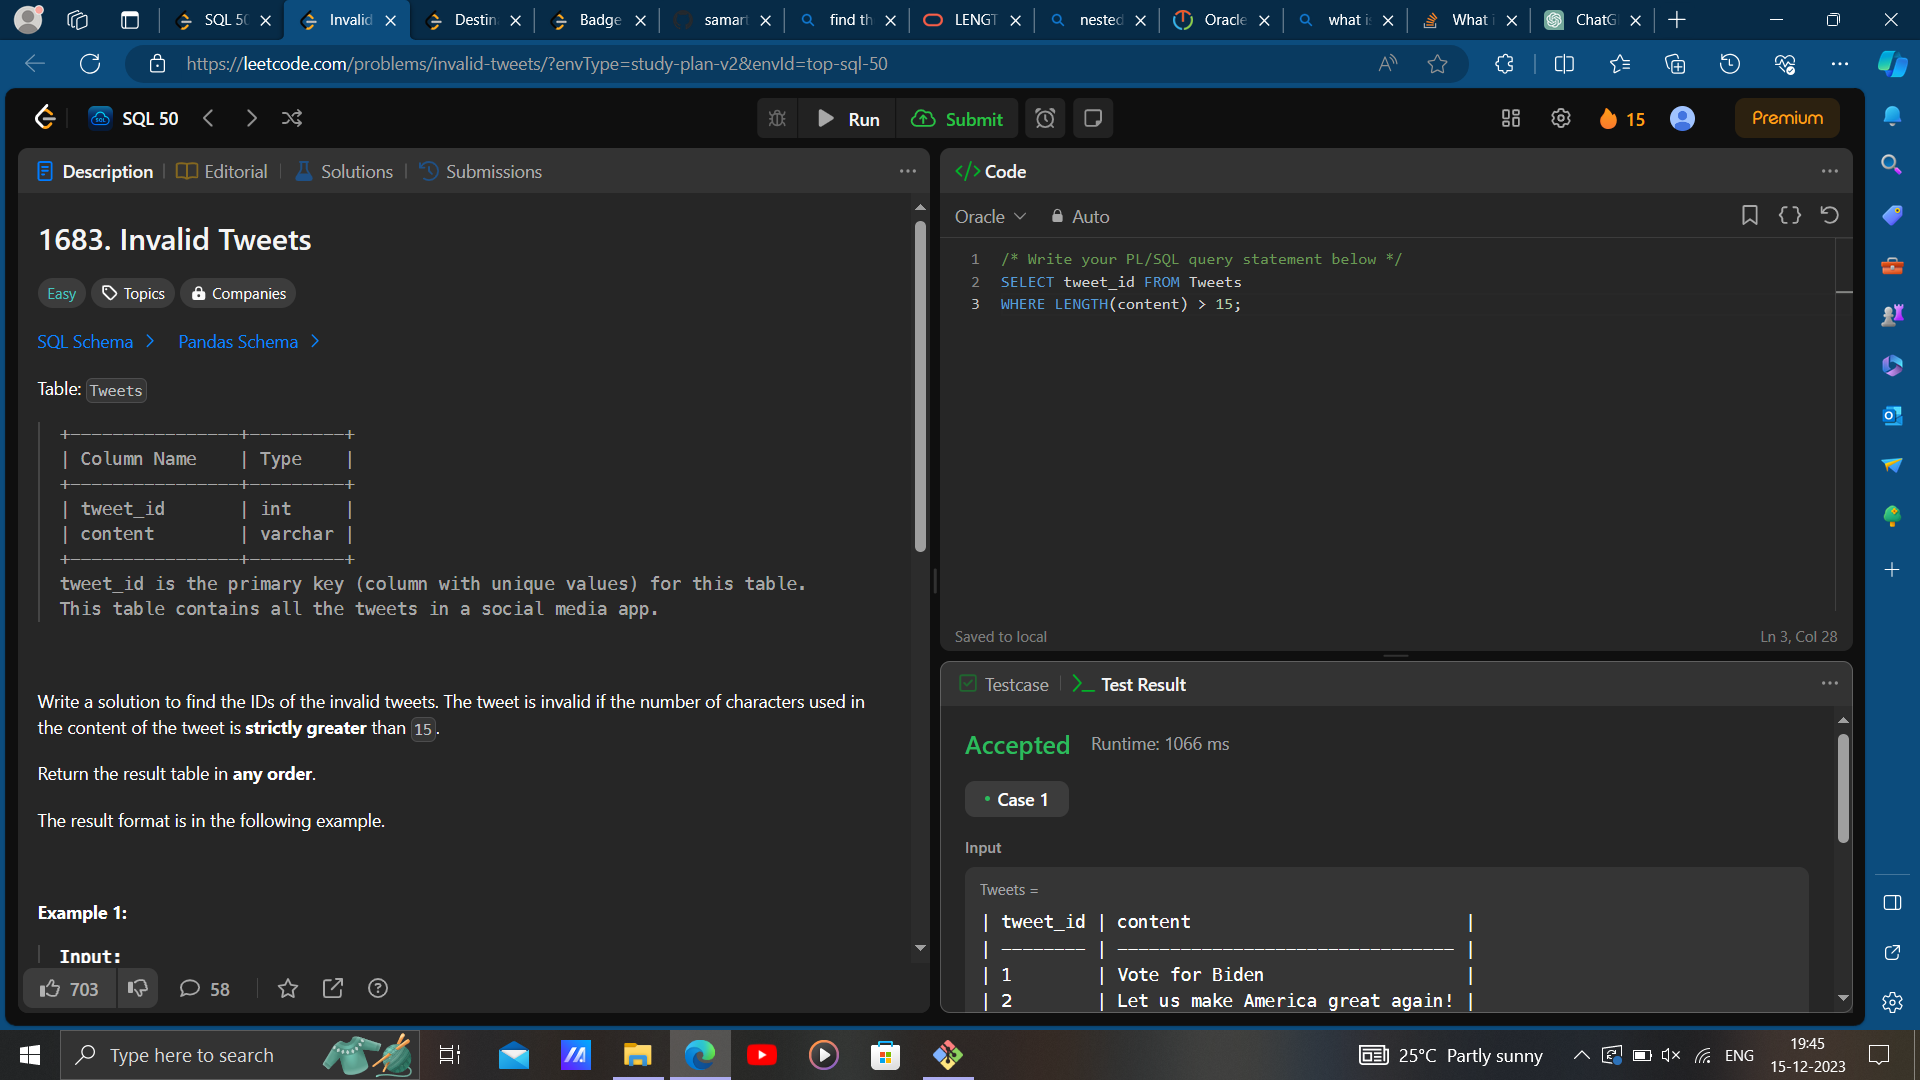 SQL 50
Invalid
Destin
Badge
samart
find th
LENGT
nested
Oracle
what is
What i
ChatG
https://leetcode.com/problems/invalid-tweets/?envType=study-plan-v2&envId=top-sql-50
SQL 50
Run
Submit
15
Premium
Description
Editorial
Solutions
Submissions
1683. Invalid Tweets
Easy
Topics
Companies
SQL Schema
Pandas Schema
Table: Tweets
+----------------+---------+
| Column Name    | Type    |
+----------------+---------+
| tweet_id       | int     |
| content        | varchar |
+----------------+---------+
tweet_id is the primary key (column with unique values) for this table.
This table contains all the tweets in a social media app.
Write a solution to find the IDs of the invalid tweets. The tweet is invalid if the number of characters used in
the content of the tweet is strictly greater than 15.
Return the result table in any order.
The result format is in the following example.
Example 1:
Input:
703
58
</> Code
Oracle
Auto
1 /* Write your PL/SQL query statement below */
2 SELECT tweet_id FROM Tweets
3 WHERE LENGTH(content) > 15;
Saved to local
Ln 3, Col 28
Testcase
Test Result
Accepted
Runtime: 1066 ms
• Case 1
Input
Tweets =
| tweet_id | content                          |
| -------- | -------------------------------- |
| 1        | Vote for Biden                   |
| 2        | Let us make America great again! |
Type here to search
25°C Partly sunny
ENG
19:45
15-12-2023